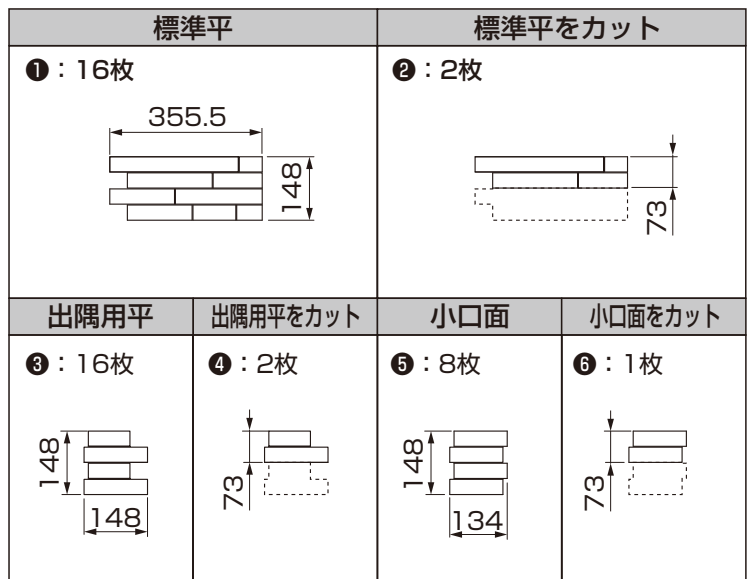 標準平
標準平をカット
❶：16枚
355.5
148
❷：2枚
73
出隅用平
出隅用平をカット
小口面
小口面をカット
❸：16枚
148
148
❹：2枚
73
❺：8枚
148
134
❻：1枚
73